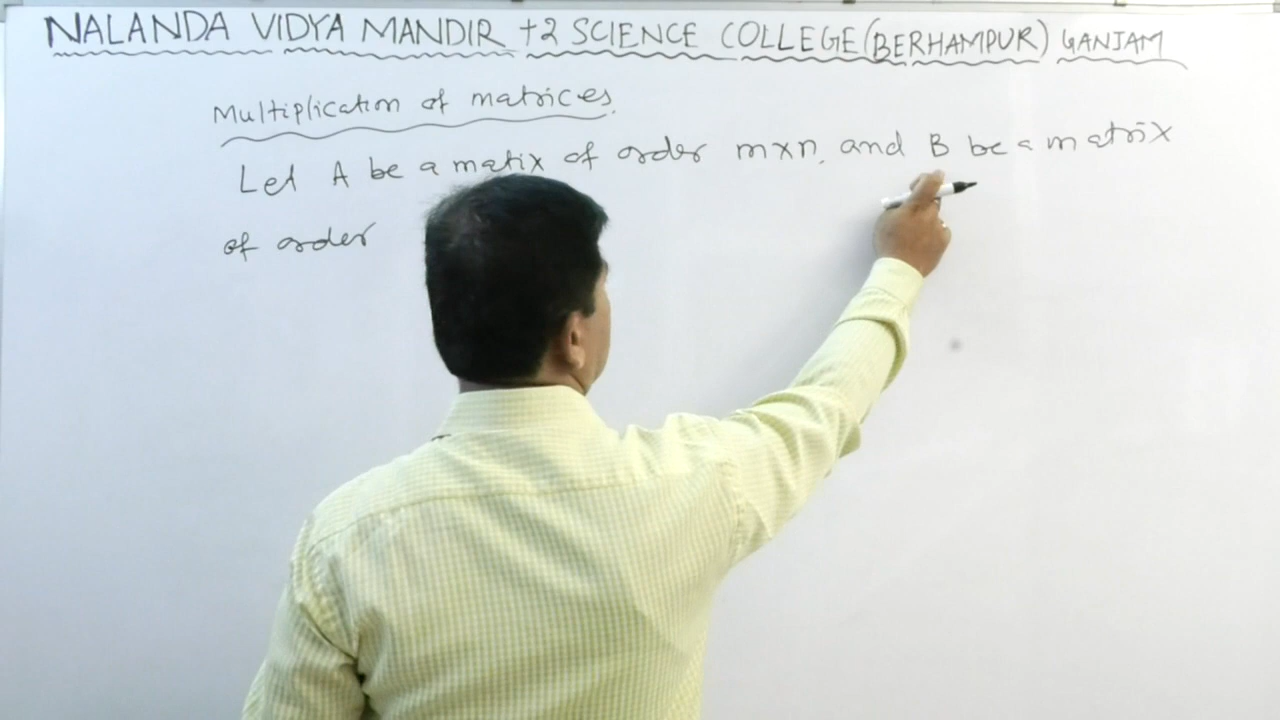 NALANDA VIDYA MANDIR +2 SCIENCE COLLEGE (BERHAMPUR) GANJAM
Multiplication of matrices.
Let A be a matix of order m×n, and B be a matrix
of order